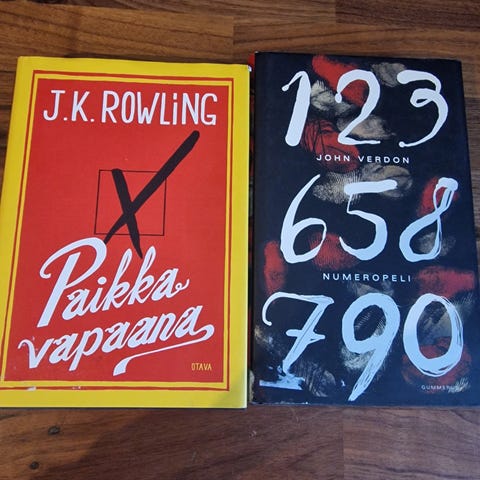 J.K. ROWLING
Paikka
vapaana
OTAVA
123
JOHN VERDON
658
NUMEROPELI
790
GUMMERUS